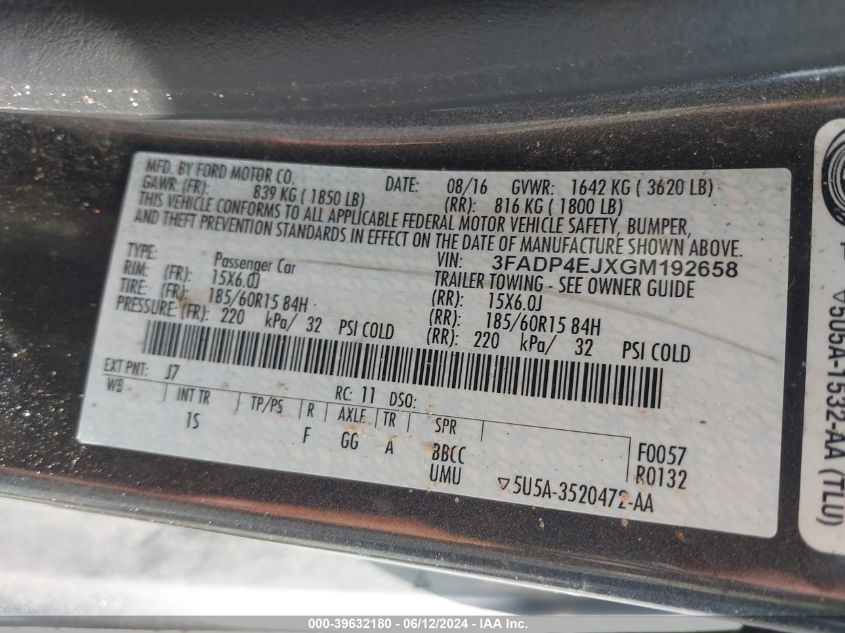 MFD. BY FORD MOTOR CO.
DATE: 08/16 GVWR: 1642 KG ( 3620 LB)
GAWR: (FR): 839 KG ( 1850 LB) (RR): 816 KG ( 1800 LB)
THIS VEHICLE CONFORMS TO ALL APPLICABLE FEDERAL MOTOR VEHICLE SAFETY, BUMPER,
AND THEFT PREVENTION STANDARDS IN EFFECT ON THE DATE OF MANUFACTURE SHOWN ABOVE.
VIN: 3FADP4EJXGM192658
TYPE: Passenger Car TRAILER TOWING - SEE OWNER GUIDE
RIM: (FR): 15X6.0J (RR): 15X6.0J
TIRE: (FR): 185/60R15 84H (RR): 185/60R15 84H
PRESSURE: (FR): 220 kPa/ 32 PSI COLD (RR): 220 kPa/ 32 PSI COLD
EXT PNT: J7 RC: 11 DSO:
WB INT TR TP/PS R AXLE TR SPR
1S F GG A BBCC F0057
UMU R0132
▽5U5A-3520472-AA
▽5U5A-1532-AA (TLU)
000-39632180 - 06/12/2024 - IAA Inc.